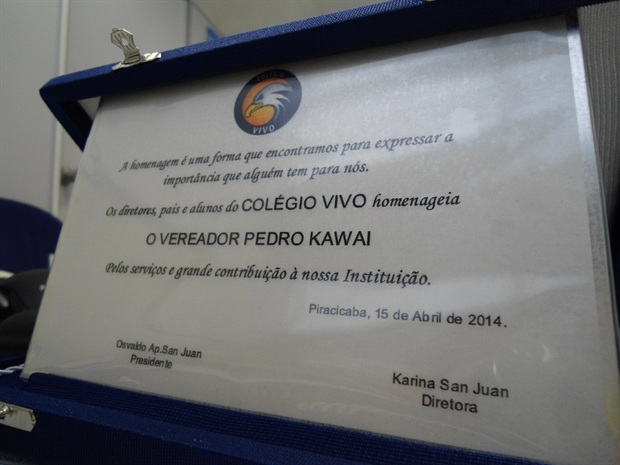 COLÉGIO
VIVO
A homenagem é uma forma que encontramos para expressar a
importância que alguém tem para nós.
Os diretores, pais e alunos do COLÉGIO VIVO homenageia
O VEREADOR PEDRO KAWAI
Pelos serviços e grande contribuição à nossa Instituição.
Piracicaba, 15 de Abril de 2014.
Osvaldo Ap.San Juan
Presidente
Karina San Juan
Diretora